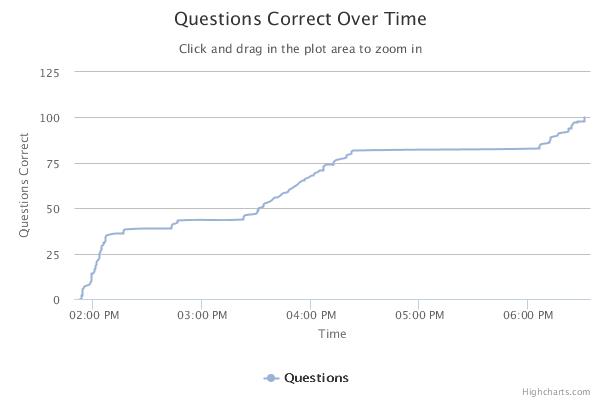 Questions Correct Over Time
Click and drag in the plot area to zoom in
125
100
75
50
25
0
Questions Correct
02:00 PM 03:00 PM 04:00 PM 05:00 PM 06:00 PM
Time
Questions
Highcharts.com